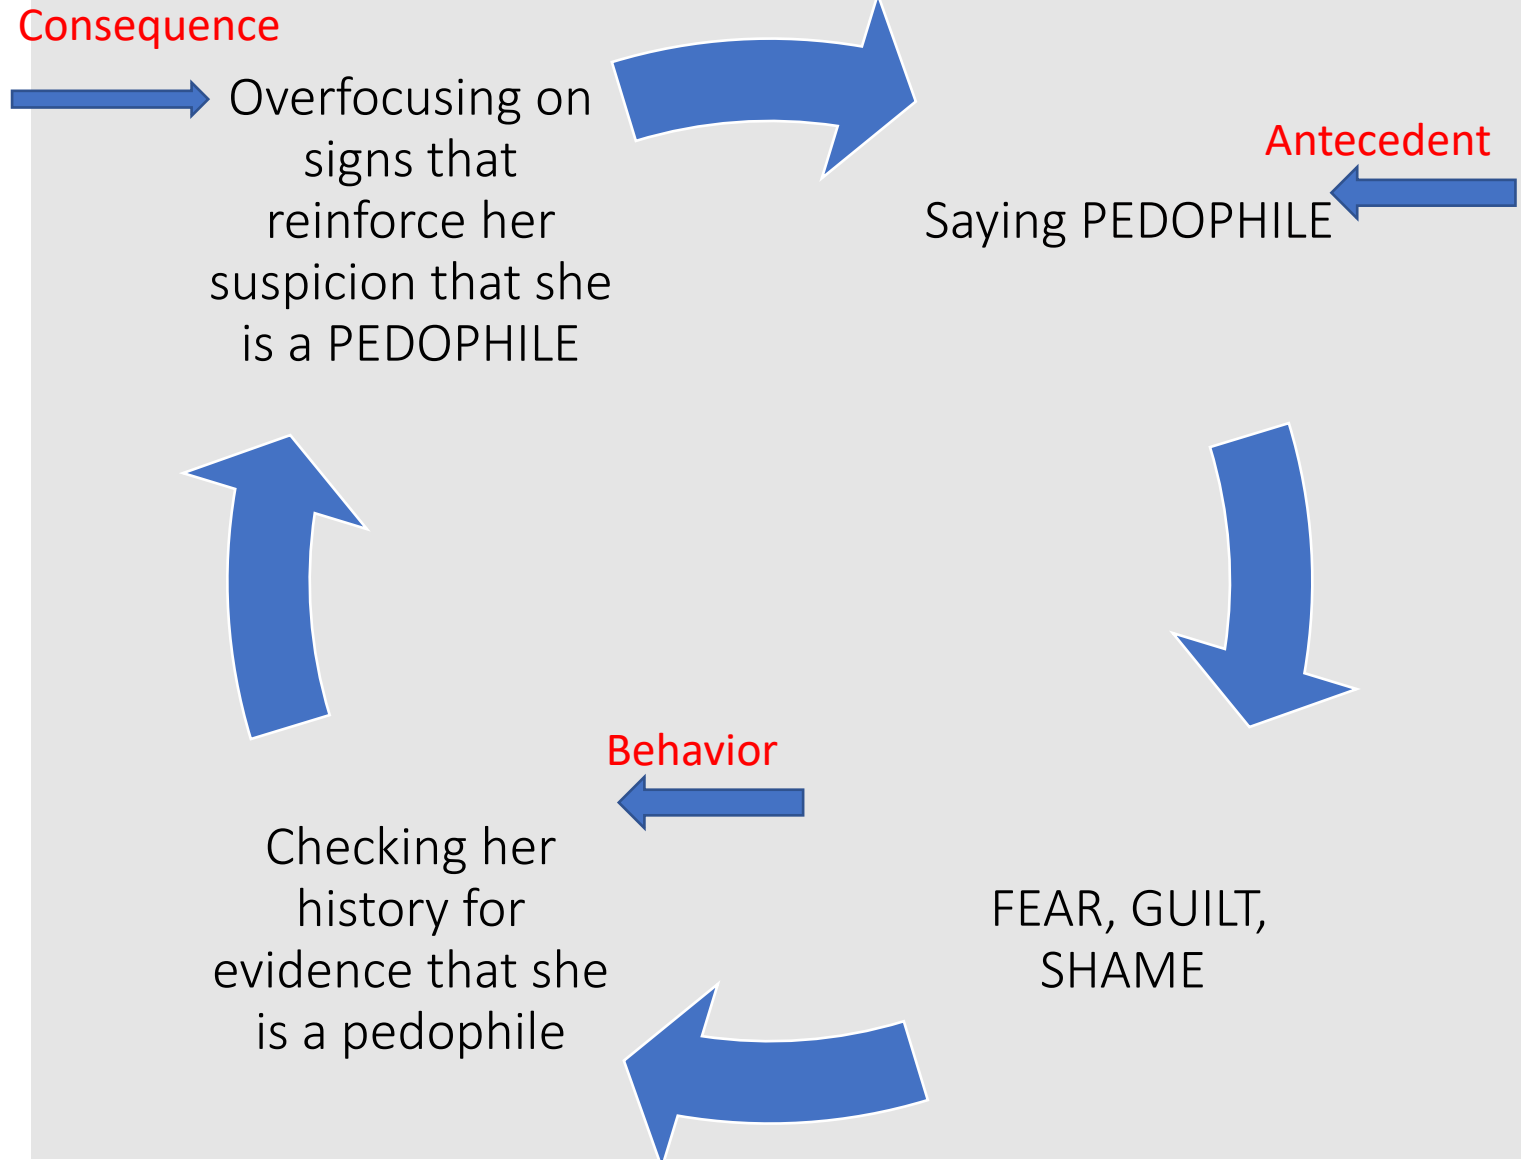 Consequence
Overfocusing on
signs that
reinforce her
suspicion that she
is a PEDOPHILE
Antecedent
Saying PEDOPHILE
Behavior
Checking her
history for
evidence that she
is a pedophile
FEAR, GUILT,
SHAME